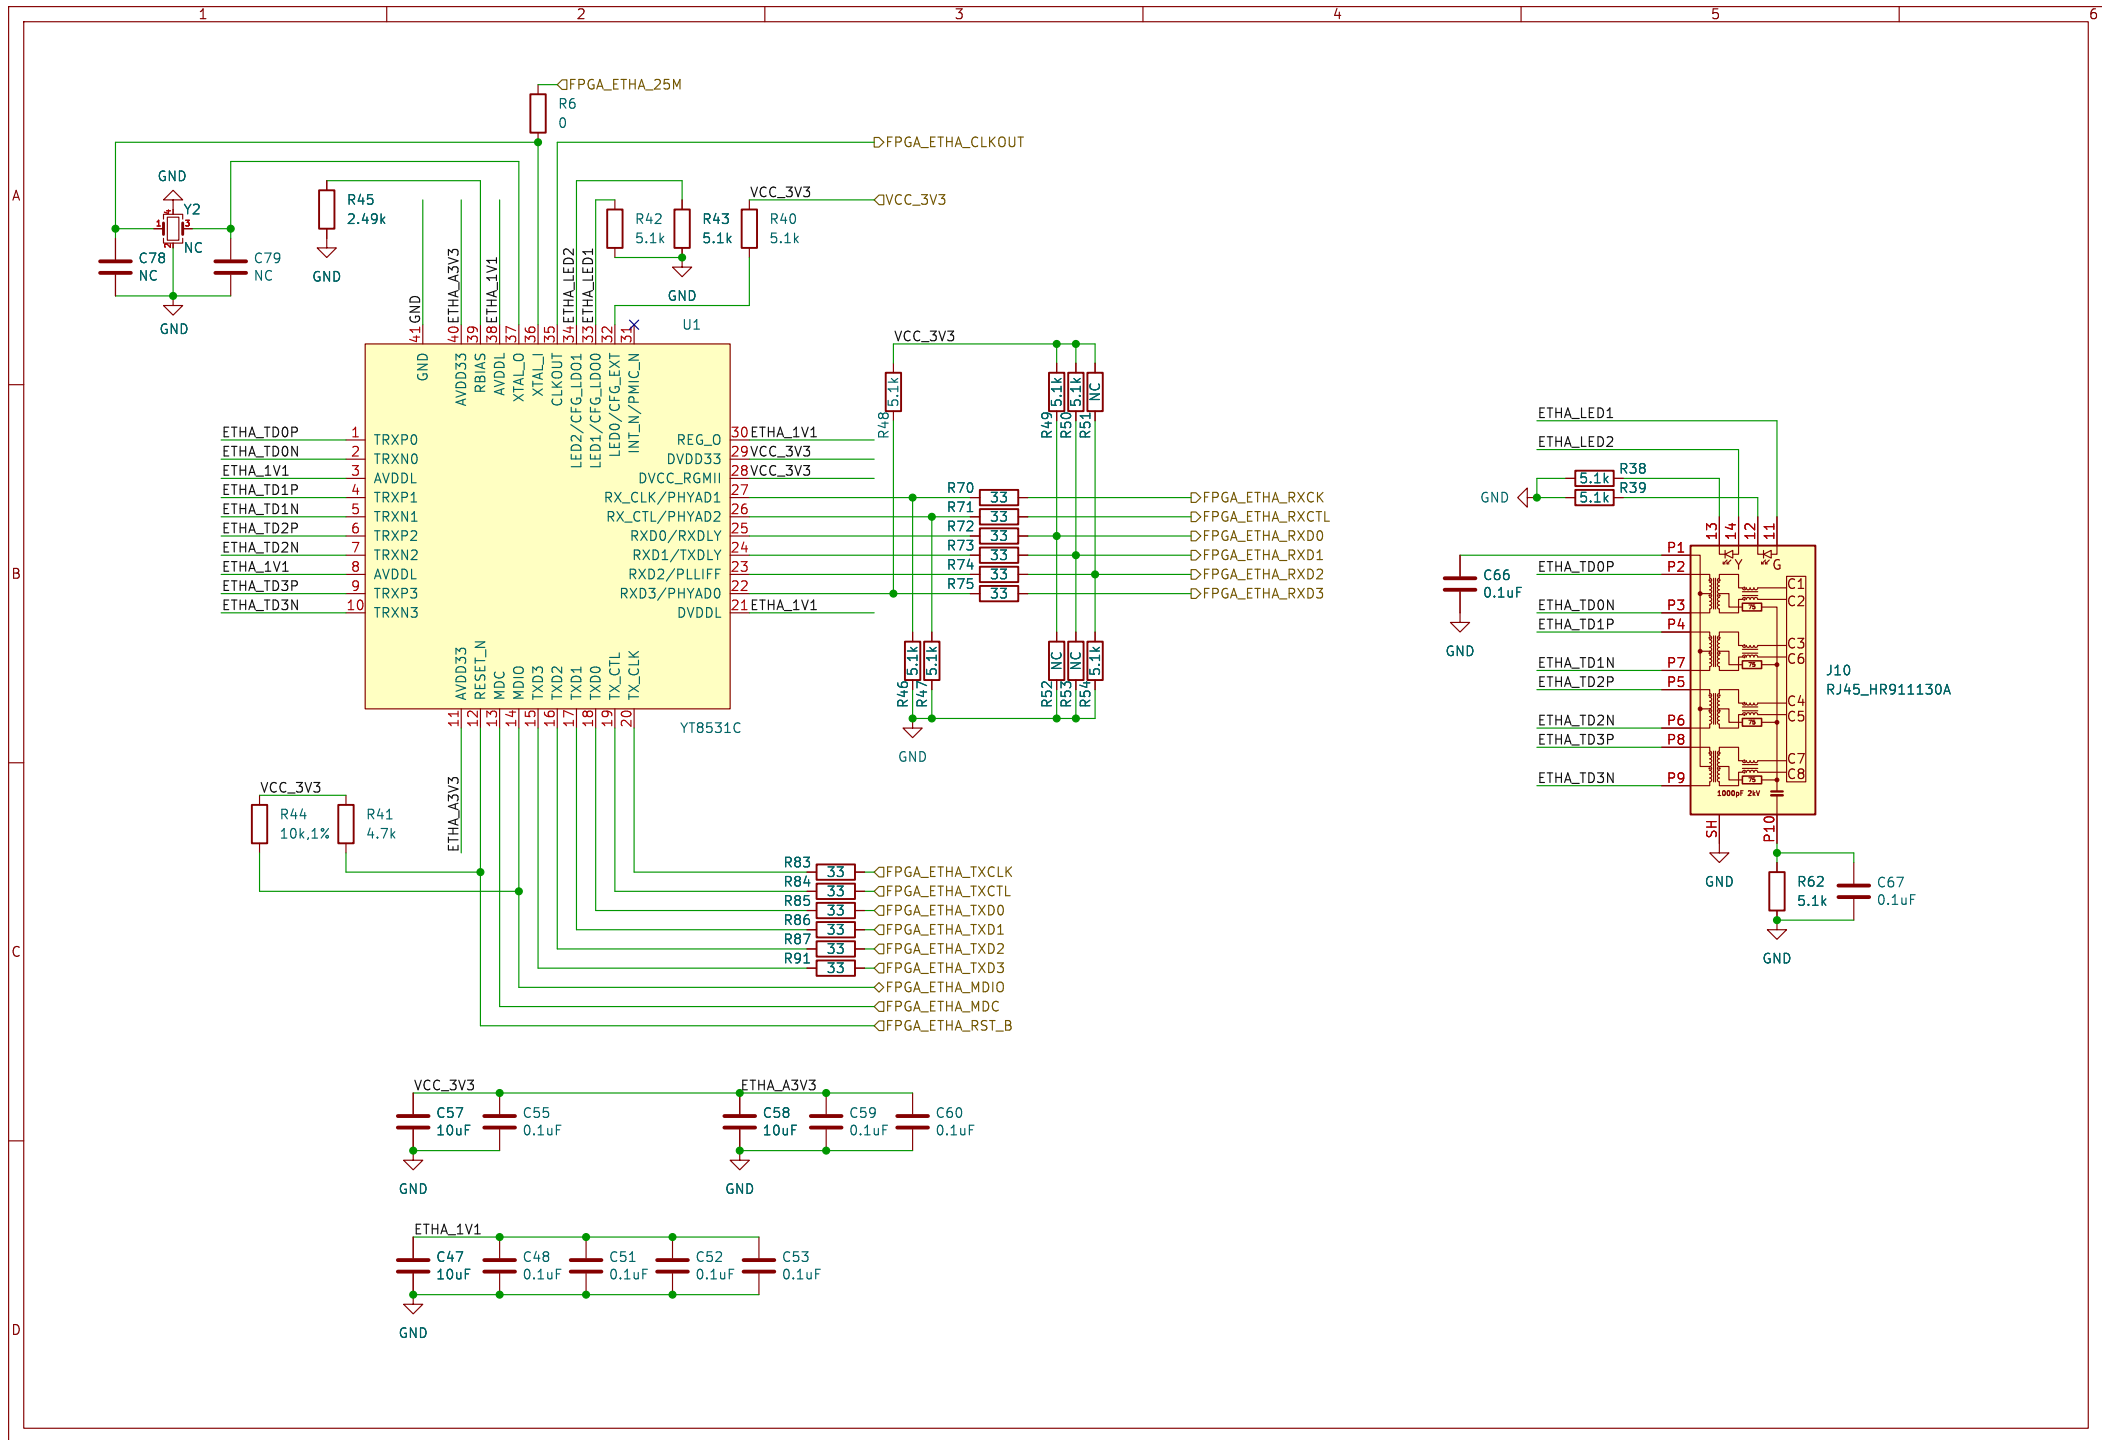 1 2 3 4 5 6
A
B
C
D
FPGA_ETHA_25M
R6
0
FPGA_ETHA_CLKOUT
GND
Y2
NC
1
2
3
4
C78
NC
C79
NC
GND
R45
2.49k
GND
R42
5.1k
R43
5.1k
R40
5.1k
GND
VCC_3V3
VCC_3V3
GND
ETHA_A3V3
ETHA_1V1
ETHA_LED2
ETHA_LED1
U1
41 40 39 38 37 36 35 34 33 32 31
GND
AVDD33
RBIAS
AVDDL
XTAL_O
XTAL_I
CLKOUT
LED2/CFG_LDO1
LED1/CFG_LDO0
LED0/CFG_EXT
INT_N/PMIC_N
ETHA_TD0P 1 TRXP0
ETHA_TD0N 2 TRXN0
ETHA_1V1 3 AVDDL
ETHA_TD1P 4 TRXP1
ETHA_TD1N 5 TRXN1
ETHA_TD2P 6 TRXP2
ETHA_TD2N 7 TRXN2
ETHA_1V1 8 AVDDL
ETHA_TD3P 9 TRXP3
ETHA_TD3N 10 TRXN3
REG_O 30 ETHA_1V1
DVDD33 29 VCC_3V3
DVCC_RGMII 28 VCC_3V3
RX_CLK/PHYAD1 27
RX_CTL/PHYAD2 26
RXD0/RXDLY 25
RXD1/TXDLY 24
RXD2/PLLIFF 23
RXD3/PHYAD0 22
DVDDL 21 ETHA_1V1
AVDD33
RESET_N
MDC
MDIO
TXD3
TXD2
TXD1
TXD0
TX_CTL
TX_CLK
11 12 13 14 15 16 17 18 19 20
YT8531C
VCC_3V3
R48 5.1k
R49 5.1k
R50 5.1k
R51 NC
R70 33 FPGA_ETHA_RXCK
R71 33 FPGA_ETHA_RXCTL
R72 33 FPGA_ETHA_RXD0
R73 33 FPGA_ETHA_RXD1
R74 33 FPGA_ETHA_RXD2
R75 33 FPGA_ETHA_RXD3
R46 5.1k
R47 5.1k
R52 NC
R53 NC
R54 5.1k
GND
VCC_3V3
R44
10k,1%
R41
4.7k
ETHA_A3V3
R83 33 FPGA_ETHA_TXCLK
R84 33 FPGA_ETHA_TXCTL
R85 33 FPGA_ETHA_TXD0
R86 33 FPGA_ETHA_TXD1
R87 33 FPGA_ETHA_TXD2
R91 33 FPGA_ETHA_TXD3
FPGA_ETHA_MDIO
FPGA_ETHA_MDC
FPGA_ETHA_RST_B
VCC_3V3
C57
10uF
C55
0.1uF
GND
ETHA_A3V3
C58
10uF
C59
0.1uF
C60
0.1uF
GND
ETHA_1V1
C47
10uF
C48
0.1uF
C51
0.1uF
C52
0.1uF
C53
0.1uF
GND
ETHA_LED1
ETHA_LED2
5.1k R38
GND 5.1k R39
13 14 12 11
Y G
C66
0.1uF
GND
P1
ETHA_TD0P P2
ETHA_TD0N P3
ETHA_TD1P P4
ETHA_TD1N P7
ETHA_TD2P P5
ETHA_TD2N P6
ETHA_TD3P P8
ETHA_TD3N P9
C1
C2
75
C3
C6
75
C4
C5
75
C7
C8
75
1000pF 2kV
J10
RJ45_HR911130A
SH
P10
GND
R62
5.1k
C67
0.1uF
GND